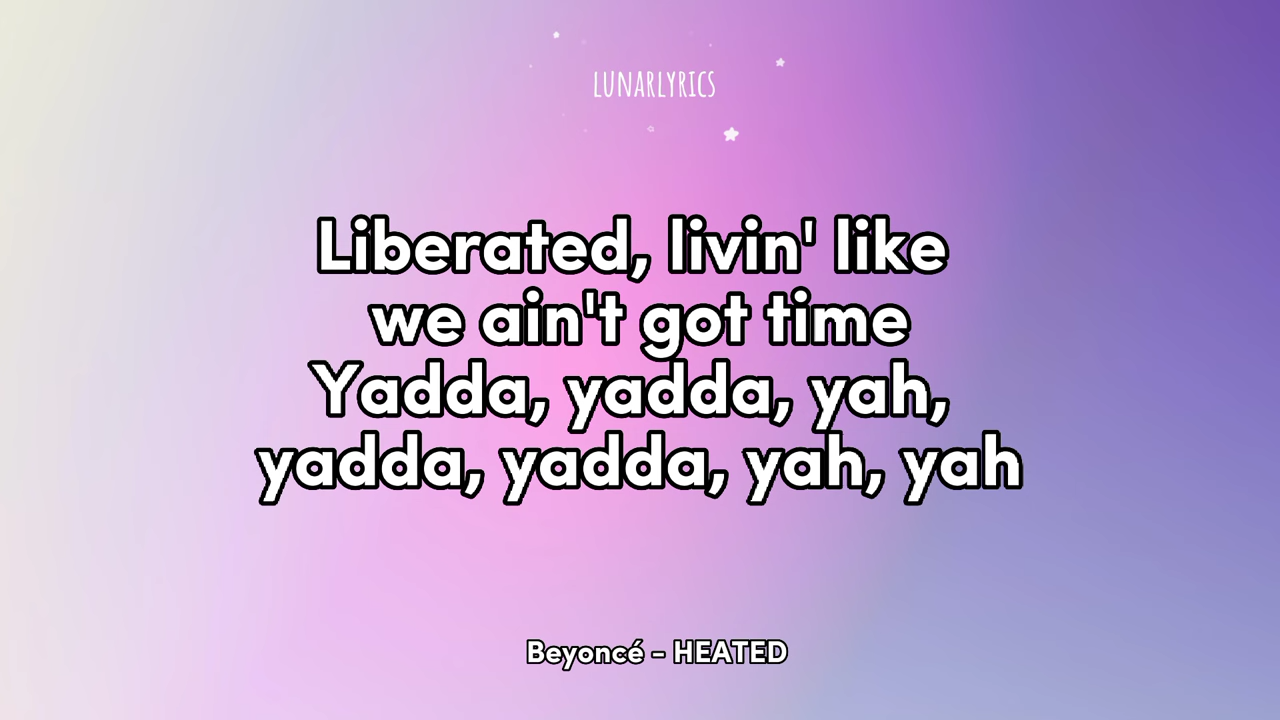 LUNARLYRICS
Liberated, livin' like
we ain't got time
Yadda, yadda, yah,
yadda, yadda, yah, yah
Beyoncé - HEATED